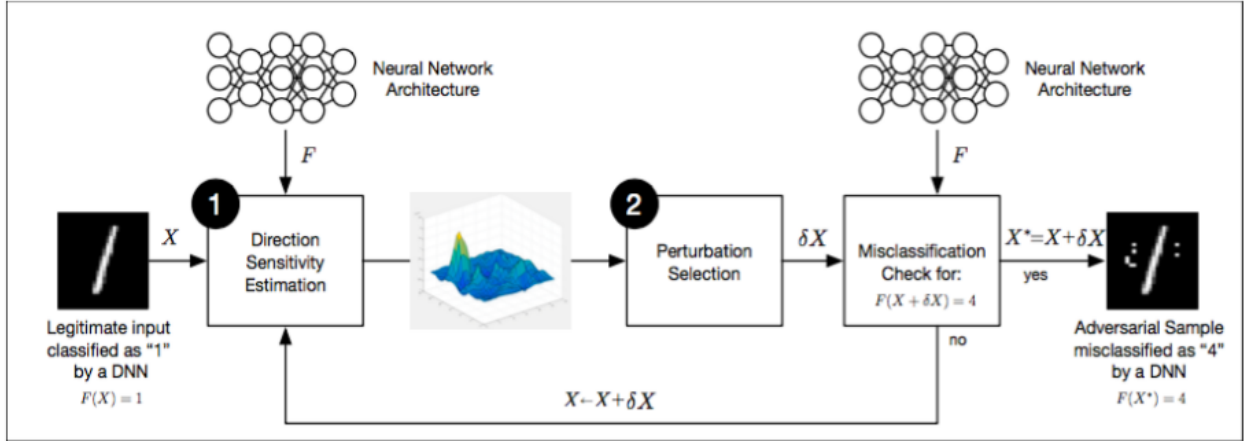 Neural Network
Architecture
F
Neural Network
Architecture
F
1
X
Direction
Sensitivity
Estimation
2
Perturbation
Selection
δX
Misclassification
Check for:
F(X + δX) = 4
X*=X+δX
yes
no
Legitimate input
classified as “1”
by a DNN
F(X) = 1
Adversarial Sample
misclassified as “4”
by a DNN
F(X*) = 4
X←X+δX